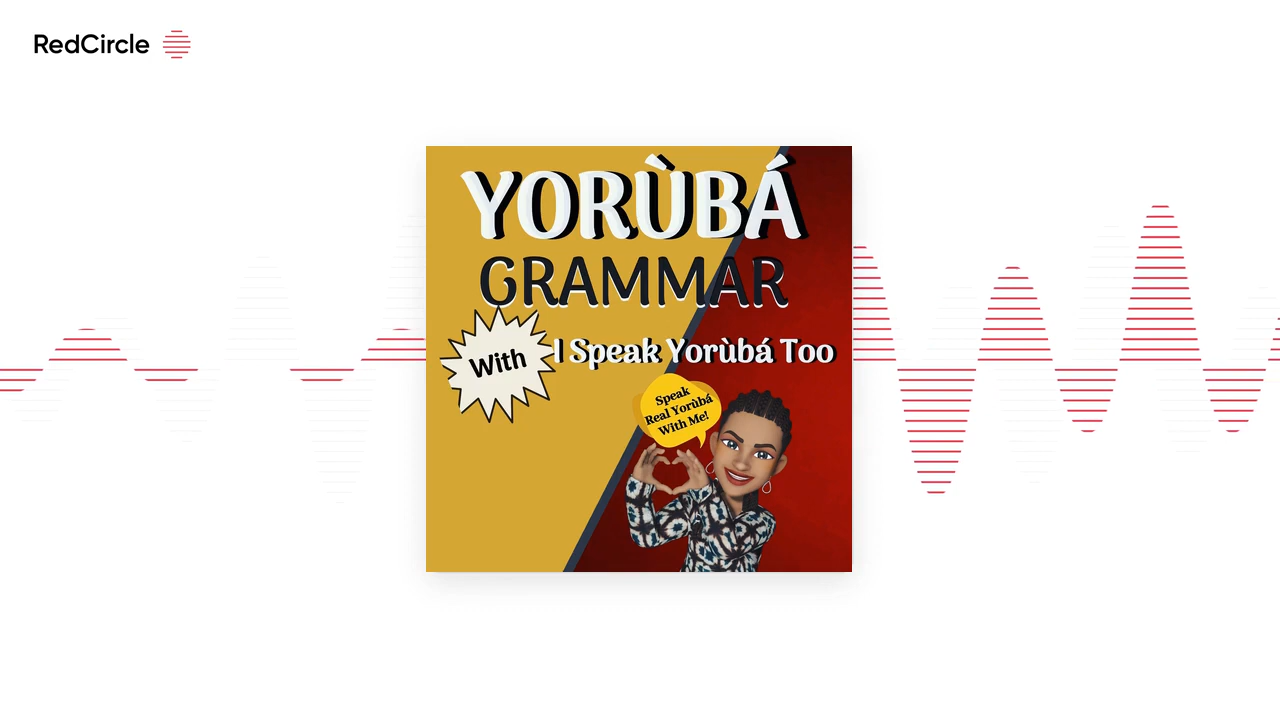 RedCircle
YORÙBÁ
GRAMMAR
With
I Speak Yorùbá Too
Speak
Real Yorùbá
With Me!